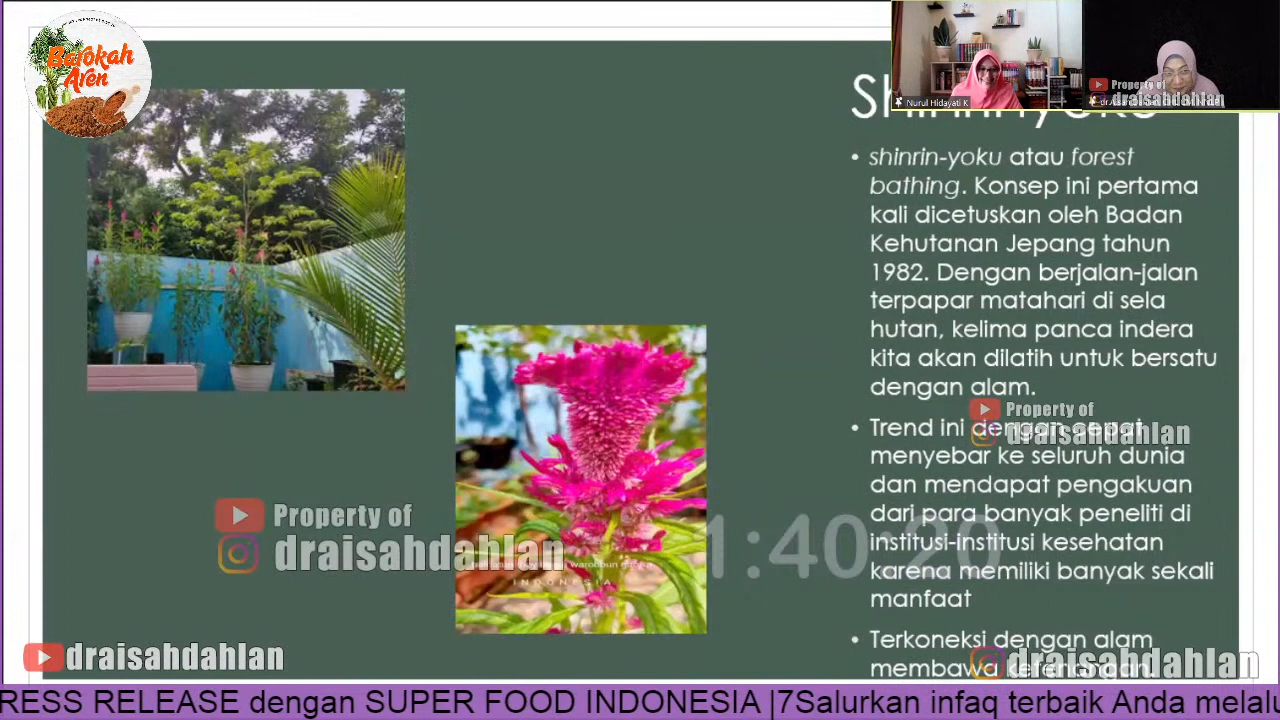 Barokah
Aren
Nurul Hidayati K
Property of
draisahdahlan
• shinrin-yoku atau forest
bathing. Konsep ini pertama
kali dicetuskan oleh Badan
Kehutanan Jepang tahun
1982. Dengan berjalan-jalan
terpapar matahari di sela
hutan, kelima panca indera
kita akan dilatih untuk bersatu
dengan alam.
• Trend ini dengan cepat
menyebar ke seluruh dunia
dan mendapat pengakuan
dari para banyak peneliti di
institusi-institusi kesehatan
karena memiliki banyak sekali
manfaat
• Terkoneksi dengan alam
membawa ketenangan.
Property of
draisahdahlan
Property of
draisahdahlan
1:40:20
INDONESIA
draisahdahlan
draisahdahlan
RESS RELEASE dengan SUPER FOOD INDONESIA |7Salurkan infaq terbaik Anda melalu